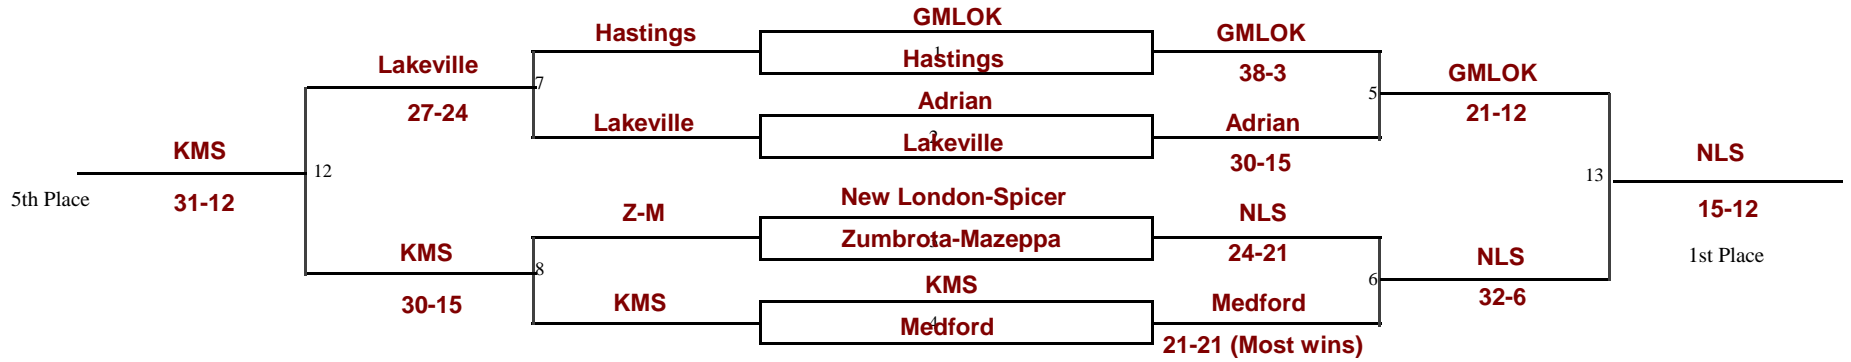 GMLOK
Hastings
1
Hastings
GMLOK
38-3
Lakeville
27-24
7
Adrian
Lakeville
2
Lakeville
Adrian
30-15
5
GMLOK
21-12
KMS
31-12
12
5th Place
13
NLS
15-12
1st Place
New London-Spicer
Z-M
3
Zumbrota-Mazeppa
NLS
24-21
KMS
30-15
8
KMS
KMS
4
Medford
Medford
21-21 (Most wins)
6
NLS
32-6